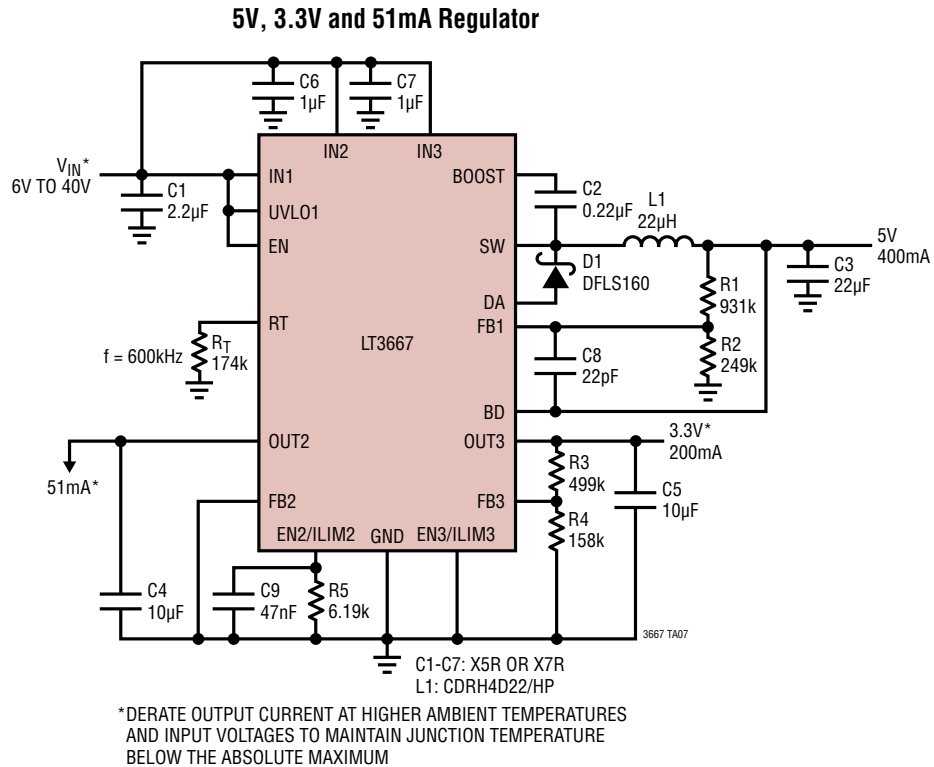 5V, 3.3V and 51mA Regulator
C6
1µF
C7
1µF
IN2
IN3
VIN*
6V TO 40V
C1
2.2µF
IN1
UVLO1
EN
BOOST
SW
DA
FB1
C2
0.22µF
L1
22µH
D1
DFLS160
5V
400mA
C3
22µF
R1
931k
R2
249k
RT
f = 600kHz
RT
174k
LT3667
C8
22pF
BD
OUT2
OUT3
3.3V*
200mA
51mA*
R3
499k
C5
10µF
FB2
FB3
R4
158k
EN2/ILIM2
GND
EN3/ILIM3
C4
10µF
C9
47nF
R5
6.19k
3667 TA07
C1-C7: X5R OR X7R
L1: CDRH4D22/HP
*DERATE OUTPUT CURRENT AT HIGHER AMBIENT TEMPERATURES
AND INPUT VOLTAGES TO MAINTAIN JUNCTION TEMPERATURE
BELOW THE ABSOLUTE MAXIMUM